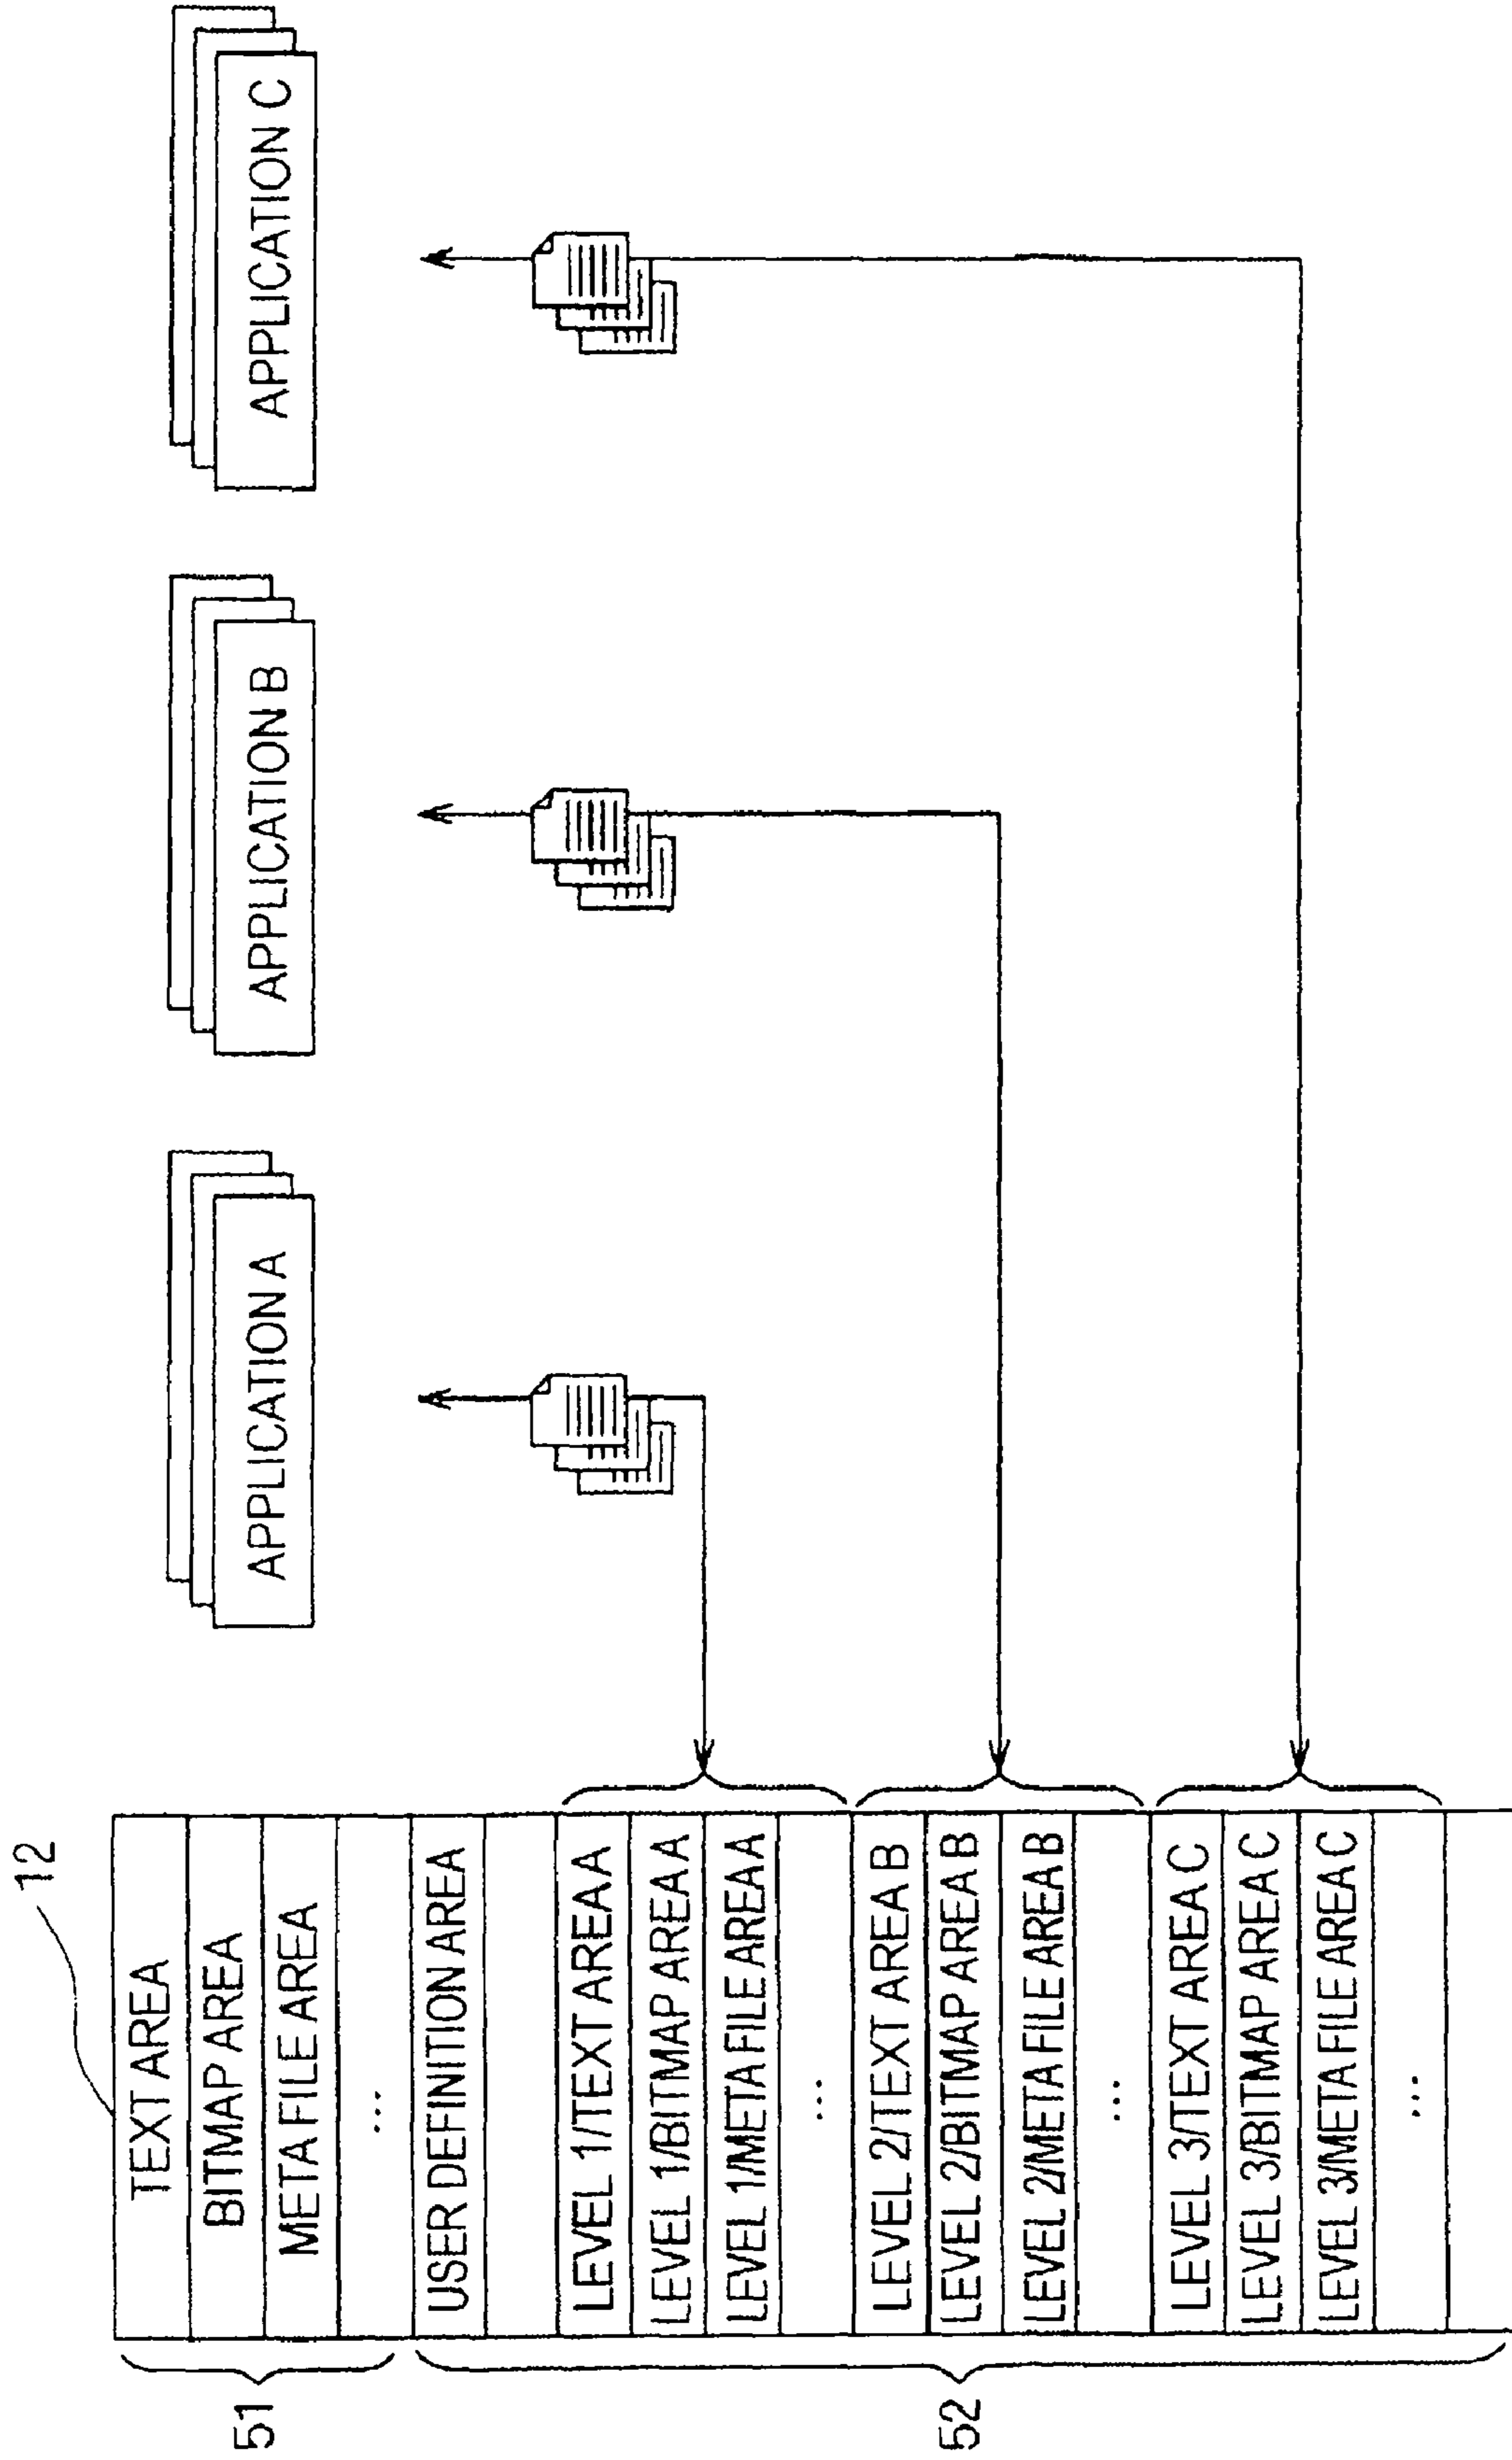 12
TEXT AREA
BITMAP AREA
META FILE AREA
...
USER DEFINITION AREA
LEVEL 1/TEXT AREA A
LEVEL 1/BITMAP AREA A
LEVEL 1/META FILE AREA A
...
LEVEL 2/TEXT AREA B
LEVEL 2/BITMAP AREA B
LEVEL 2/META FILE AREA B
...
LEVEL 3/TEXT AREA C
LEVEL 3/BITMAP AREA C
LEVEL 3/META FILE AREA C
...
51
52
APPLICATION A
APPLICATION B
APPLICATION C